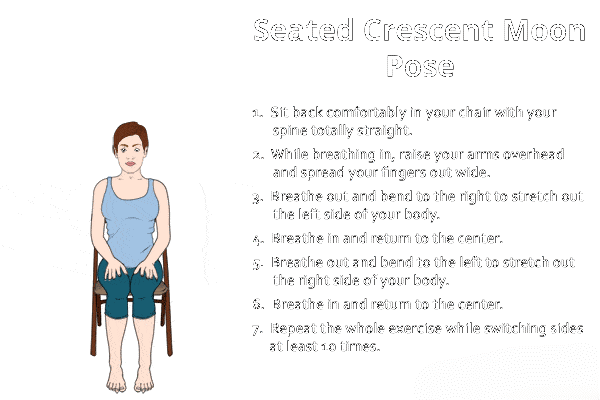 Seated Crescent Moon
Pose
1. Sit back comfortably in your chair with your
spine totally straight.
2. While breathing in, raise your arms overhead
and spread your fingers out wide.
3. Breathe out and bend to the right to stretch out
the left side of your body.
4. Breathe in and return to the center.
5. Breathe out and bend to the left to stretch out
the right side of your body.
6. Breathe in and return to the center.
7. Repeat the whole exercise while switching sides
at least 10 times.